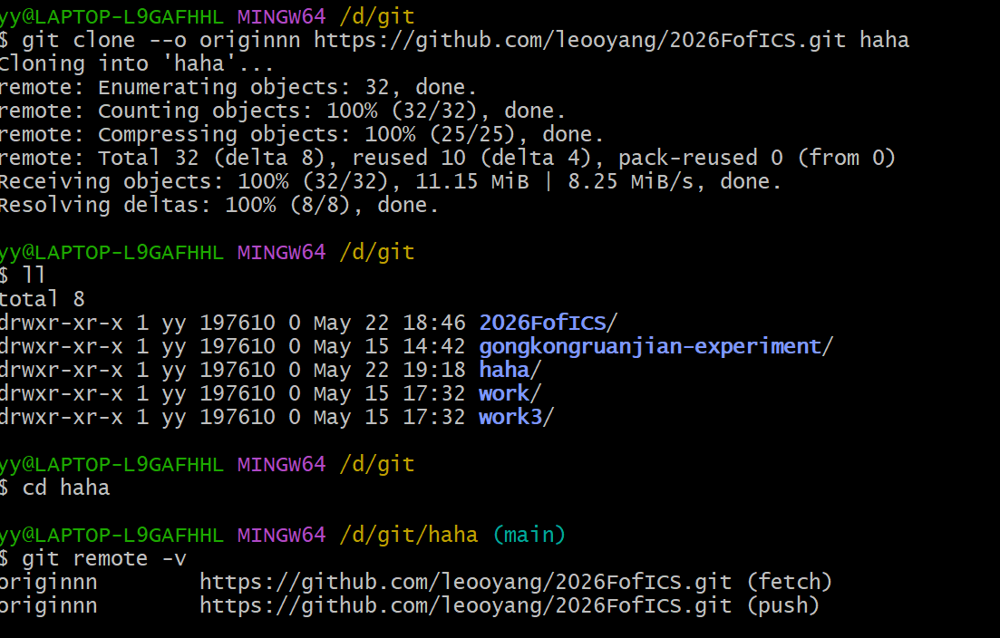 yy@LAPTOP-L9GAFHHL MINGW64 /d/git
$ git clone --o originnn https://github.com/leooyang/2026FofICS.git haha
Cloning into 'haha'...
remote: Enumerating objects: 32, done.
remote: Counting objects: 100% (32/32), done.
remote: Compressing objects: 100% (25/25), done.
remote: Total 32 (delta 8), reused 10 (delta 4), pack-reused 0 (from 0)
Receiving objects: 100% (32/32), 11.15 MiB | 8.25 MiB/s, done.
Resolving deltas: 100% (8/8), done.
yy@LAPTOP-L9GAFHHL MINGW64 /d/git
$ ll
total 8
drwxr-xr-x 1 yy 197610 0 May 22 18:46 2026FofICS/
drwxr-xr-x 1 yy 197610 0 May 15 14:42 gongkongruanjian-experiment/
drwxr-xr-x 1 yy 197610 0 May 22 19:18 haha/
drwxr-xr-x 1 yy 197610 0 May 15 17:32 work/
drwxr-xr-x 1 yy 197610 0 May 15 17:32 work3/
yy@LAPTOP-L9GAFHHL MINGW64 /d/git
$ cd haha
yy@LAPTOP-L9GAFHHL MINGW64 /d/git/haha (main)
$ git remote -v
originnn        https://github.com/leooyang/2026FofICS.git (fetch)
originnn        https://github.com/leooyang/2026FofICS.git (push)